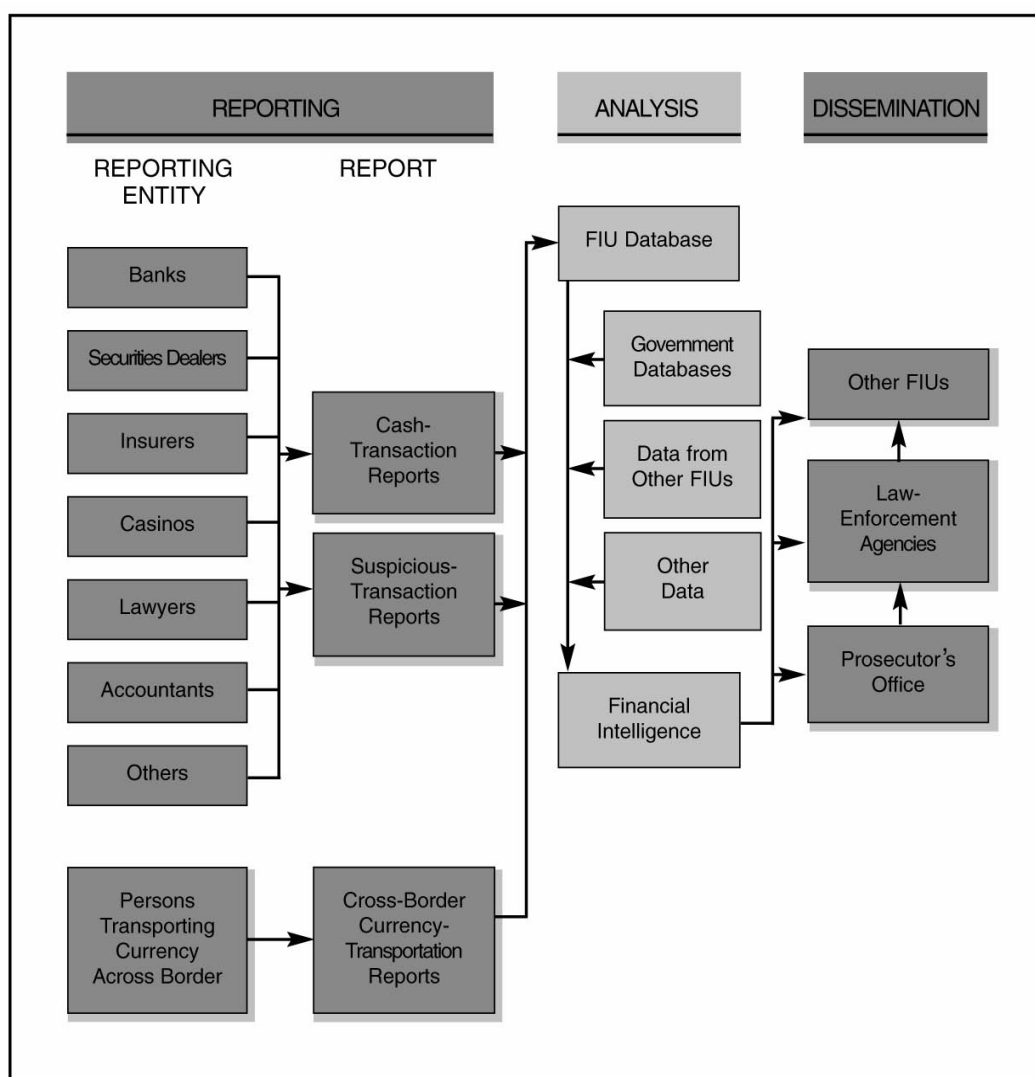 REPORTING
ANALYSIS
DISSEMINATION
REPORTING
ENTITY
REPORT
Banks
Securities Dealers
Insurers
Casinos
Lawyers
Accountants
Others
Persons
Transporting
Currency
Across Border
Cash-
Transaction
Reports
Suspicious-
Transaction
Reports
Cross-Border
Currency-
Transportation
Reports
FIU Database
Government
Databases
Data from
Other FIUs
Other
Data
Financial
Intelligence
Other FIUs
Law-
Enforcement
Agencies
Prosecutor's
Office